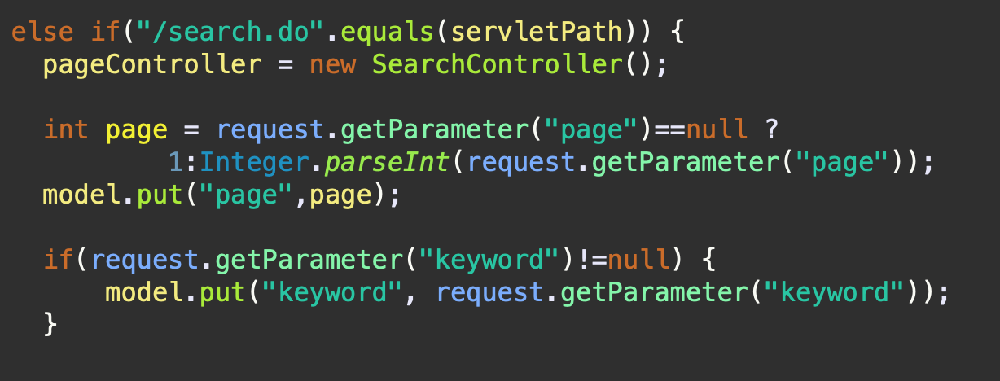 else if("/search.do".equals(servletPath)) {
pageController = new SearchController();
int page = request.getParameter("page")==null ?
1:Integer.parseInt(request.getParameter("page"));
model.put("page",page);
if(request.getParameter("keyword")!=null) {
model.put("keyword", request.getParameter("keyword"));
}